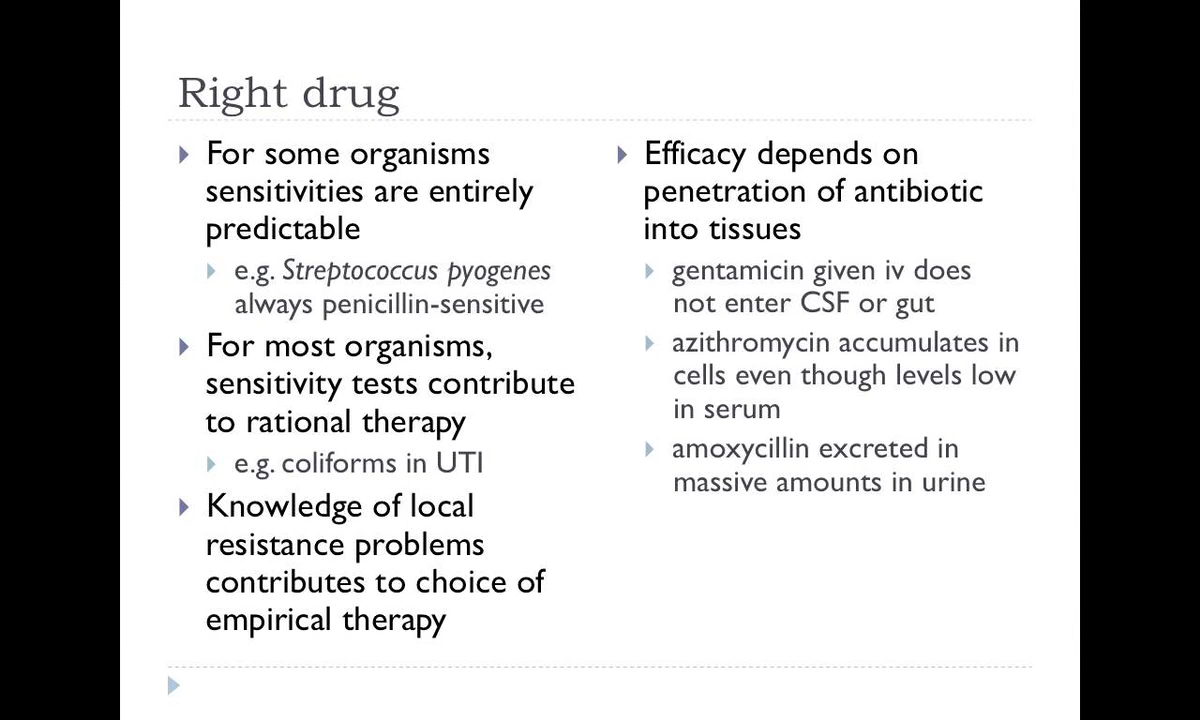 Right drug
For some organisms
sensitivities are entirely
predictable
e.g. Streptococcus pyogenes
always penicillin-sensitive
For most organisms,
sensitivity tests contribute
to rational therapy
e.g. coliforms in UTI
Knowledge of local
resistance problems
contributes to choice of
empirical therapy
Efficacy depends on
penetration of antibiotic
into tissues
gentamicin given iv does
not enter CSF or gut
azithromycin accumulates in
cells even though levels low
in serum
amoxycillin excreted in
massive amounts in urine